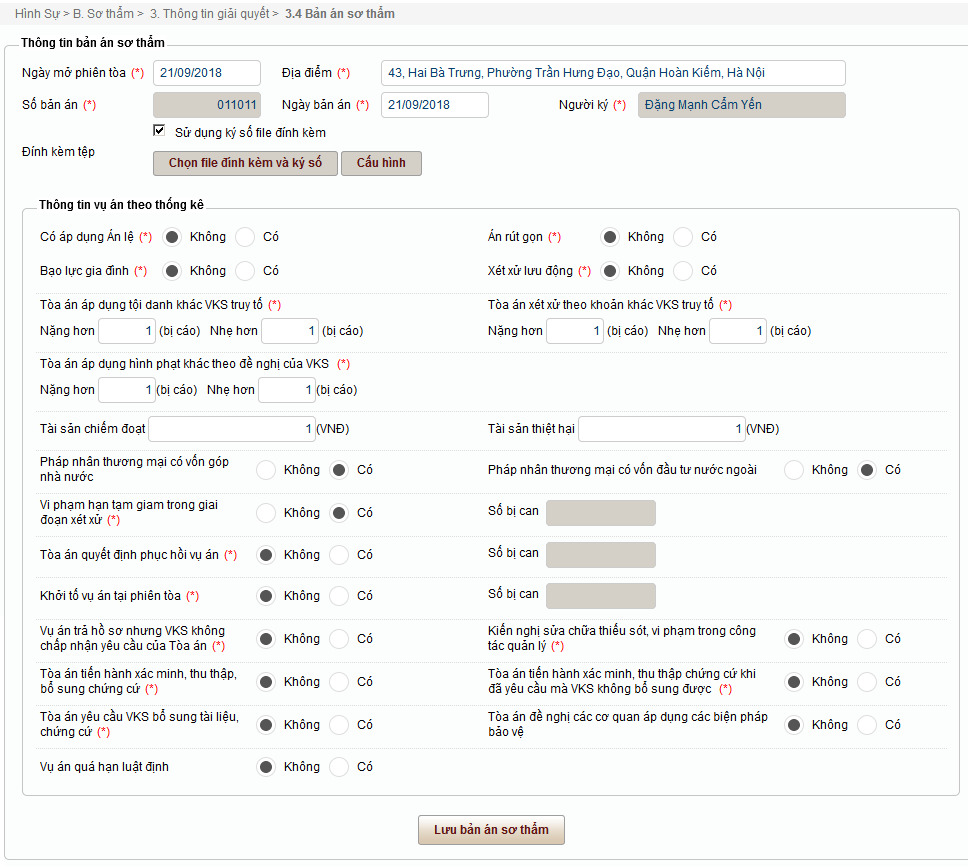 Hình Sự > B. Sơ thẩm > 3. Thông tin giải quyết > 3.4 Bản án sơ thẩm
Thông tin bản án sơ thẩm
Ngày mở phiên tòa (*) 21/09/2018 Địa điểm (*) 43, Hai Bà Trưng, Phường Trần Hưng Đạo, Quận Hoàn Kiếm, Hà Nội
Số bản án (*) 011011 Ngày bản án (*) 21/09/2018 Người ký (*) Đặng Mạnh Cẩm Yến
Sử dụng ký số file đính kèm
Đính kèm tệp
Chọn file đính kèm và ký số Cấu hình
Thông tin vụ án theo thống kê
Có áp dụng Án lệ (*) Không Có Án rút gọn (*) Không Có
Bạo lực gia đình (*) Không Có Xét xử lưu động (*) Không Có
Tòa án áp dụng tội danh khác VKS truy tố (*) Tòa án xét xử theo khoản khác VKS truy tố (*)
Nặng hơn 1 (bị cáo) Nhẹ hơn 1 (bị cáo) Nặng hơn 1 (bị cáo) Nhẹ hơn 1 (bị cáo)
Tòa án áp dụng hình phạt khác theo đề nghị của VKS (*)
Nặng hơn 1 (bị cáo) Nhẹ hơn 1 (bị cáo)
Tài sản chiếm đoạt 1 (VNĐ) Tài sản thiệt hại 1 (VNĐ)
Pháp nhân thương mại có vốn góp
nhà nước Không Có Pháp nhân thương mại có vốn đầu tư nước ngoài Không Có
Vi phạm hạn tạm giam trong giai
đoạn xét xử (*) Không Có Số bị can
Tòa án quyết định phục hồi vụ án (*) Không Có Số bị can
Khởi tố vụ án tại phiên tòa (*) Không Có Số bị can
Vụ án trả hồ sơ nhưng VKS không
chấp nhận yêu cầu của Tòa án (*) Không Có
Kiến nghị sửa chữa thiếu sót, vi phạm trong công
tác quản lý (*) Không Có
Tòa án tiến hành xác minh, thu thập,
bổ sung chứng cứ (*) Không Có
Tòa án tiến hành xác minh, thu thập chứng cứ khi
đã yêu cầu mà VKS không bổ sung được (*) Không Có
Tòa án yêu cầu VKS bổ sung tài liệu,
chứng cứ (*) Không Có
Tòa án đề nghị các cơ quan áp dụng các biện pháp
bảo vệ Không Có
Vụ án quá hạn luật định Không Có
Lưu bản án sơ thẩm